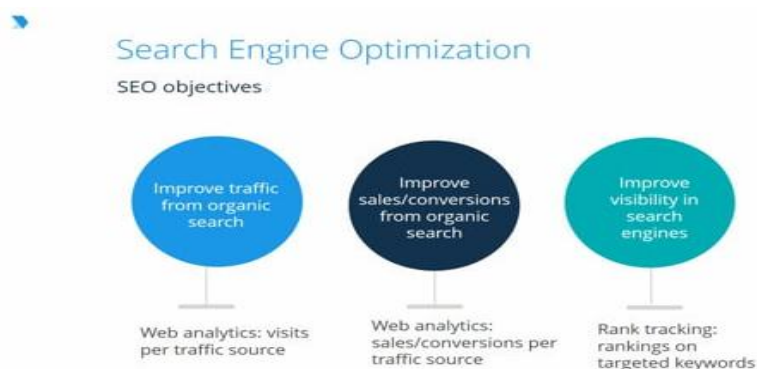 Search Engine Optimization
SEO objectives
Improve traffic
from organic
search
Improve
sales/conversions
from organic
search
Improve
visibility in
search
engines
Web analytics: visits
per traffic source
Web analytics:
sales/conversions per
traffic source
Rank tracking:
rankings on
targeted keywords